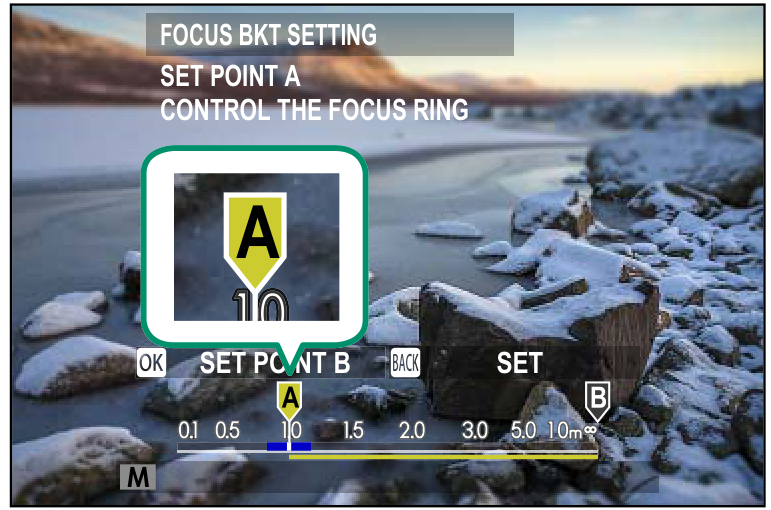 FOCUS BKT SETTING
SET POINT A
CONTROL THE FOCUS RING
A
10
OK SET POINT B BACK SET
A B
0.1 0.5 1.0 1.5 2.0 3.0 5.0 10m ∞
M